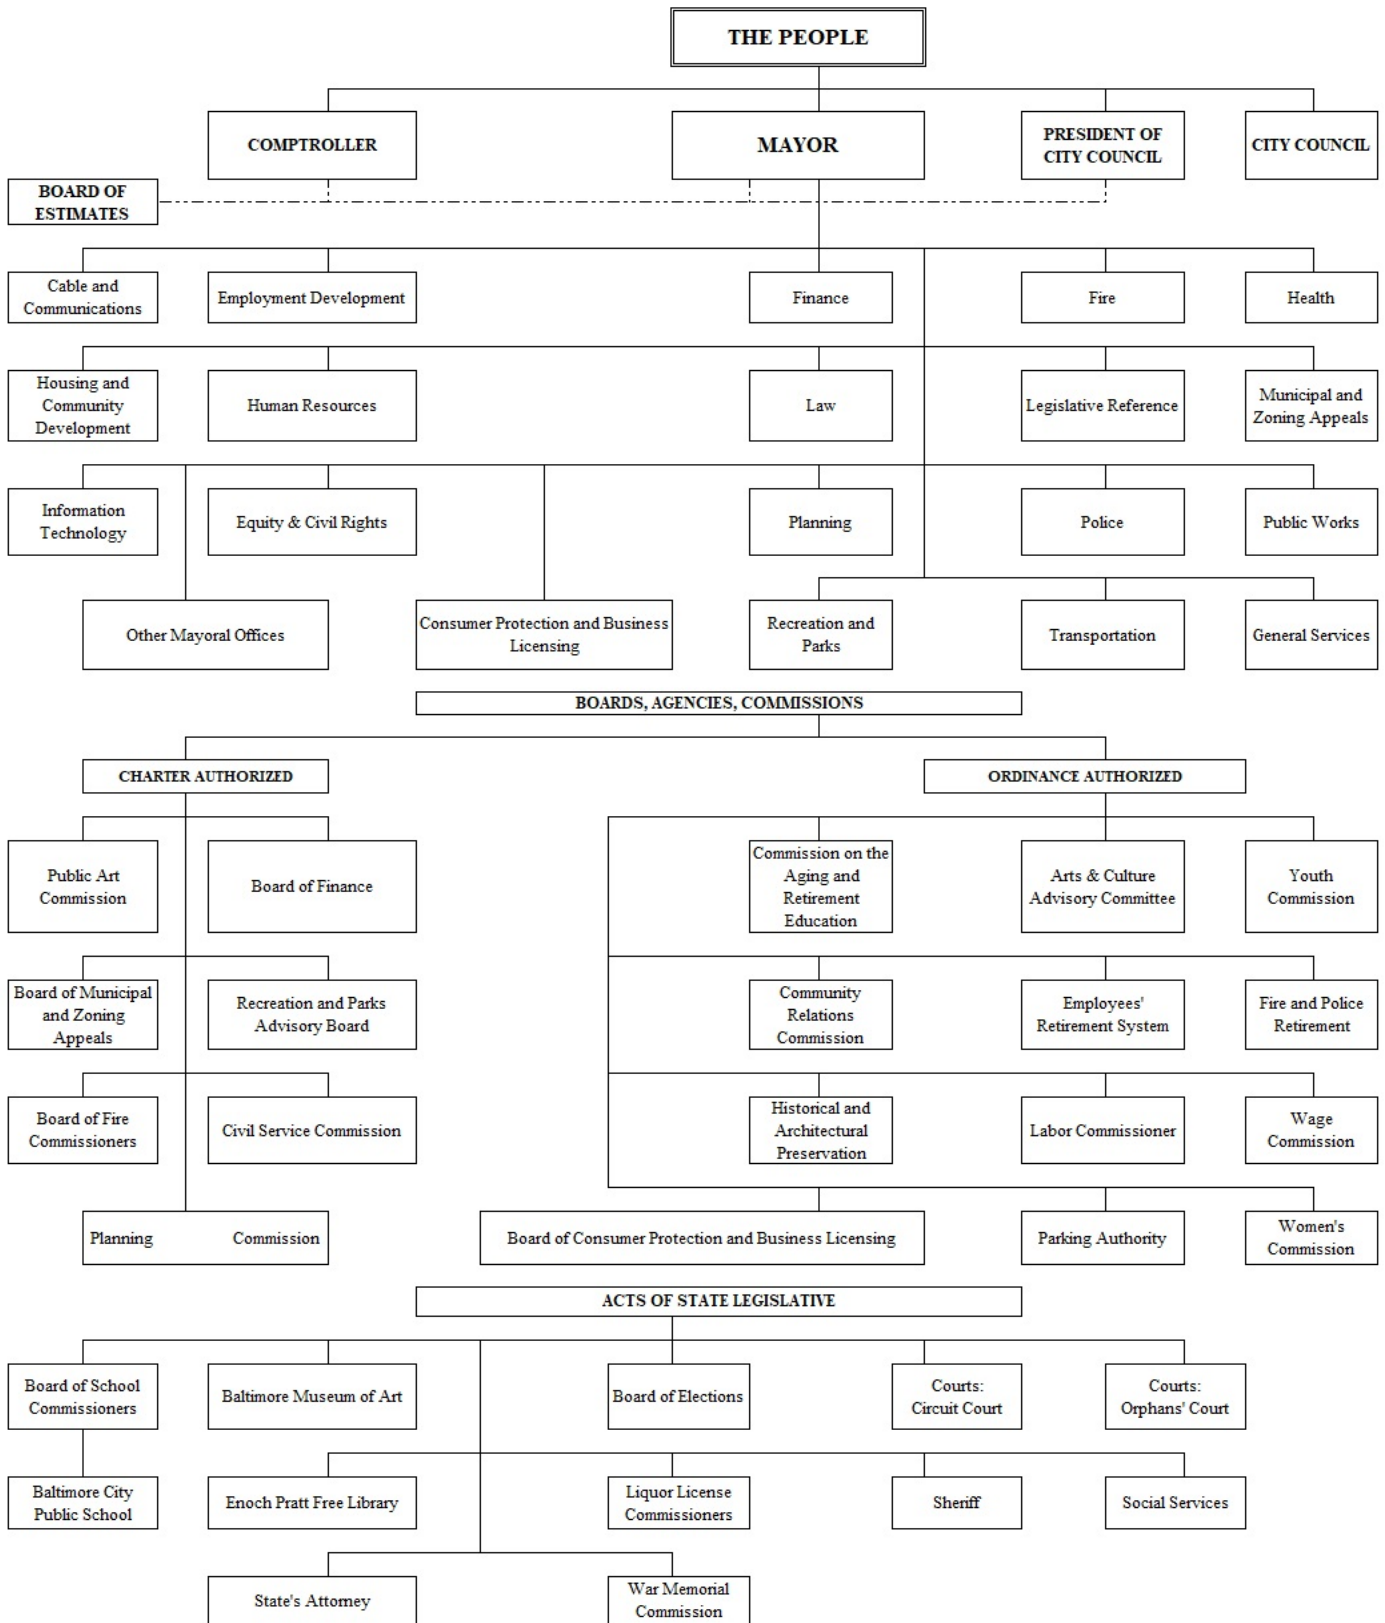 THE PEOPLE
COMPTROLLER
MAYOR
PRESIDENT OF
CITY COUNCIL
CITY COUNCIL
BOARD OF
ESTIMATES
Cable and
Communications
Employment Development
Finance
Fire
Health
Housing and
Community
Development
Human Resources
Law
Legislative Reference
Municipal and
Zoning Appeals
Information
Technology
Equity & Civil Rights
Planning
Police
Public Works
Other Mayoral Offices
Consumer Protection and Business
Licensing
Recreation and
Parks
Transportation
General Services
BOARDS, AGENCIES, COMMISSIONS
CHARTER AUTHORIZED
ORDINANCE AUTHORIZED
Public Art
Commission
Board of Finance
Commission on the
Aging and
Retirement
Education
Arts & Culture
Advisory Committee
Youth
Commission
Board of Municipal
and Zoning
Appeals
Recreation and Parks
Advisory Board
Community
Relations
Commission
Employees'
Retirement System
Fire and Police
Retirement
Board of Fire
Commissioners
Civil Service Commission
Historical and
Architectural
Preservation
Labor Commissioner
Wage
Commission
Planning Commission
Board of Consumer Protection and Business Licensing
Parking Authority
Women's
Commission
ACTS OF STATE LEGISLATIVE
Board of School
Commissioners
Baltimore Museum of Art
Board of Elections
Courts:
Circuit Court
Courts:
Orphans' Court
Baltimore City
Public School
Enoch Pratt Free Library
Liquor License
Commissioners
Sheriff
Social Services
State's Attorney
War Memorial
Commission